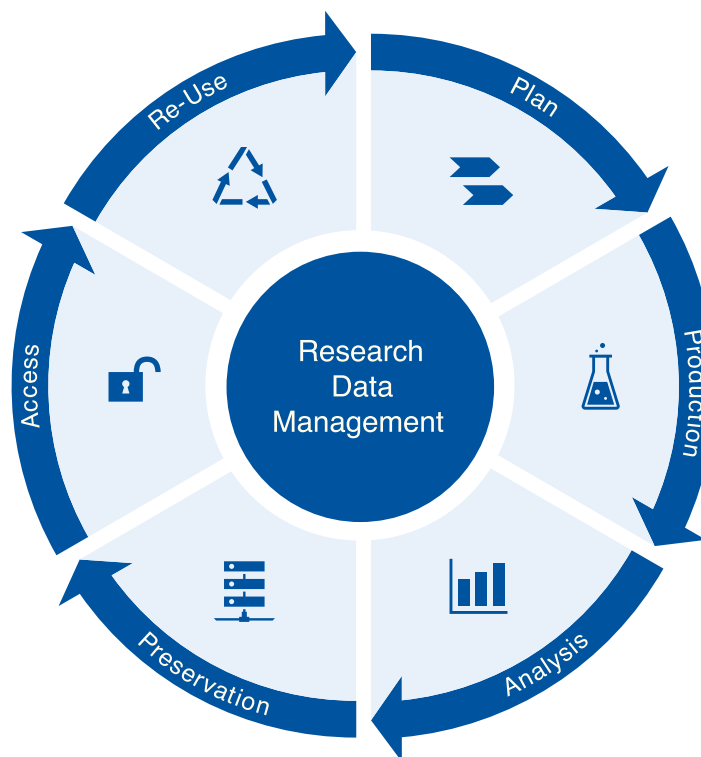 Research
Data
Management
Plan
Production
Analysis
Preservation
Access
Re-Use